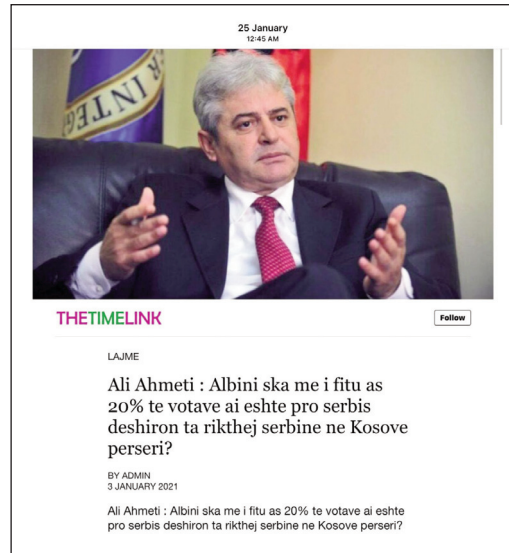 25 January
12:45 AM
INTEG
THETIMELINK
Follow
LAJME
Ali Ahmeti : Albini ska me i fitu as
20% te votave ai eshte pro serbis
deshiron ta rikthej serbine ne Kosove
perseri?
BY ADMIN
3 JANUARY 2021
Ali Ahmeti : Albini ska me i fitu as 20% te votave ai eshte
pro serbis deshiron ta rikthej serbine ne Kosove perseri?